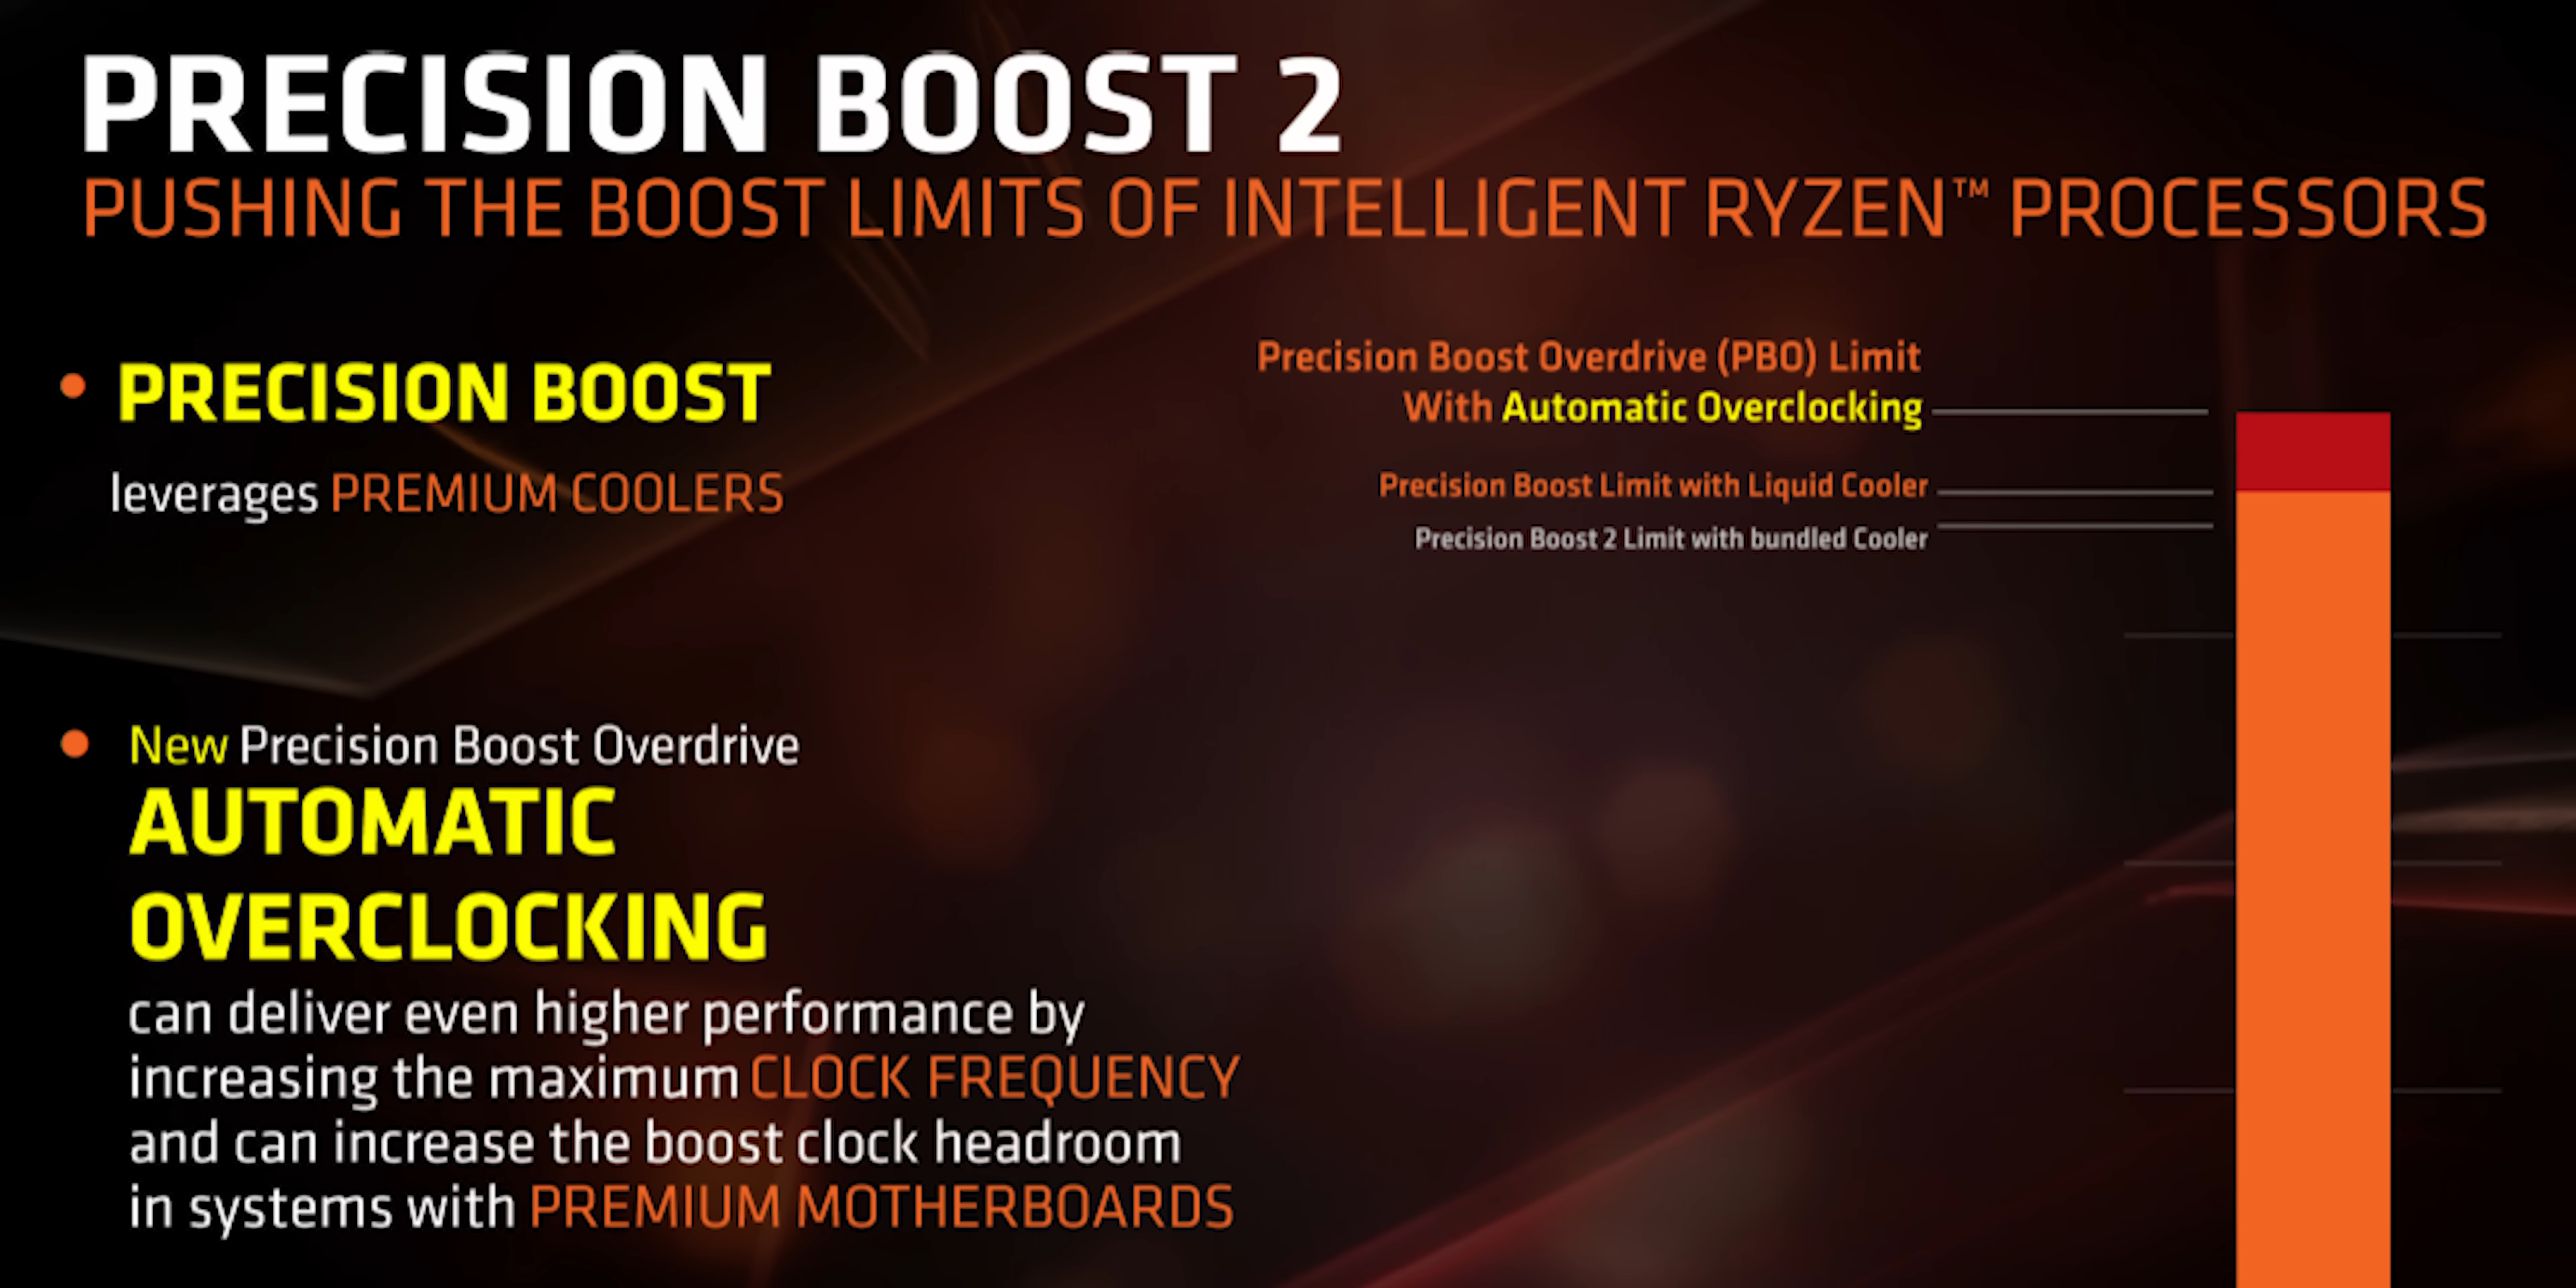 PRECISION BOOST 2
PUSHING THE BOOST LIMITS OF INTELLIGENT RYZEN™ PROCESSORS
• PRECISION BOOST
leverages PREMIUM COOLERS
• New Precision Boost Overdrive
AUTOMATIC
OVERCLOCKING
can deliver even higher performance by
increasing the maximum CLOCK FREQUENCY
and can increase the boost clock headroom
in systems with PREMIUM MOTHERBOARDS
Precision Boost Overdrive (PBO) Limit
With Automatic Overclocking
Precision Boost Limit with Liquid Cooler
Precision Boost 2 Limit with bundled Cooler